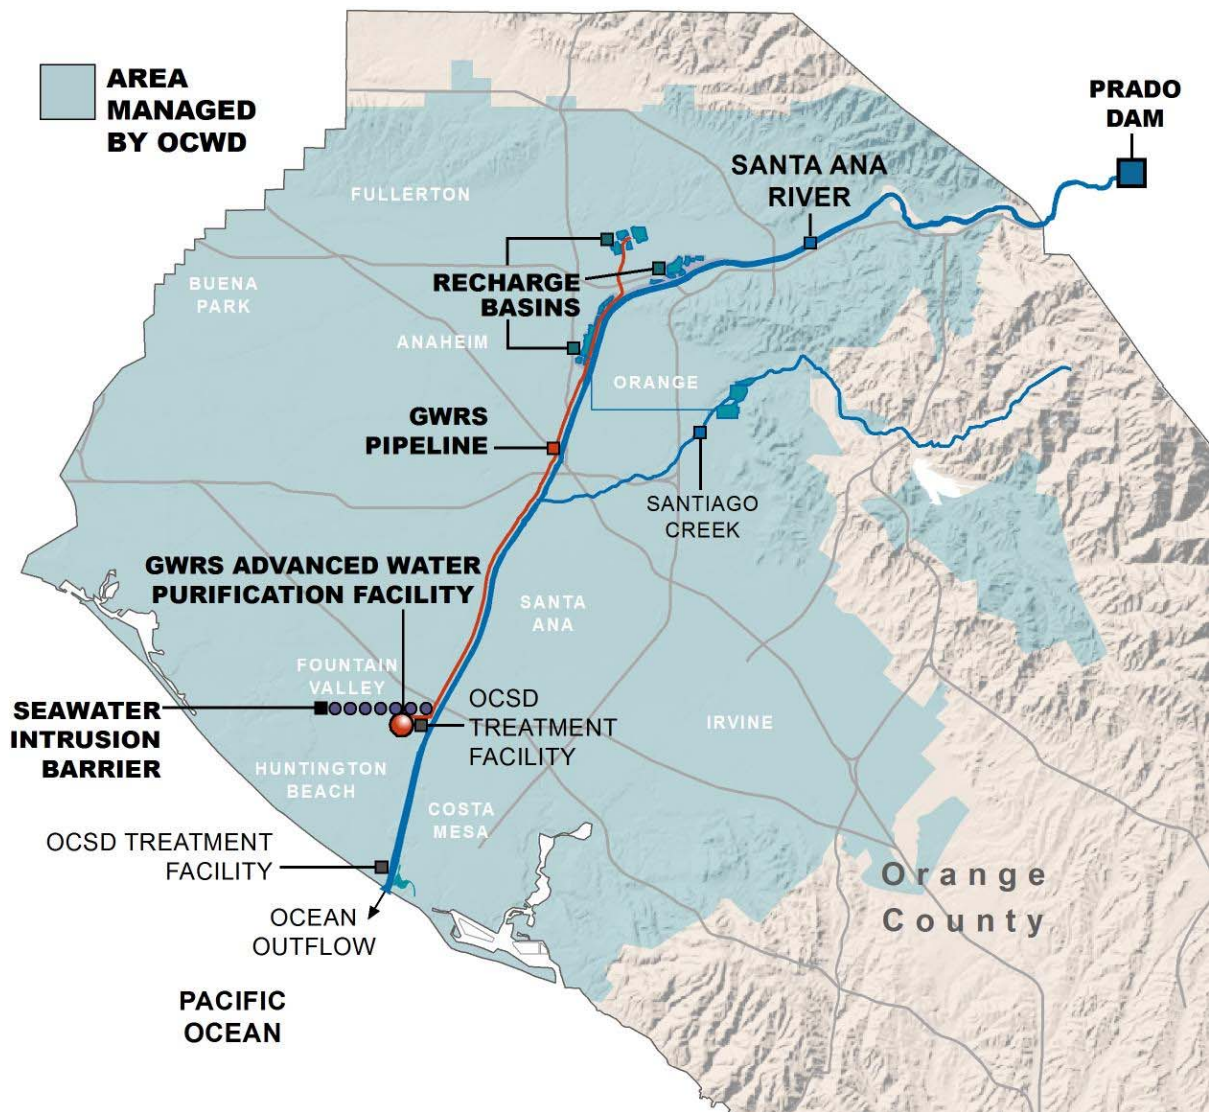 AREA
MANAGED
BY OCWD
PRADO
DAM
SANTA ANA
RIVER
FULLERTON
BUENA
PARK
RECHARGE
BASINS
ANAHEIM
ORANGE
GWRS
PIPELINE
SANTIAGO
CREEK
GWRS ADVANCED WATER
PURIFICATION FACILITY
SANTA
ANA
FOUNTAIN
VALLEY
SEAWATER
INTRUSION
BARRIER
OCSD
TREATMENT
FACILITY
IRVINE
HUNTINGTON
BEACH
COSTA
MESA
OCSD TREATMENT
FACILITY
Orange
County
OCEAN
OUTFLOW
PACIFIC
OCEAN